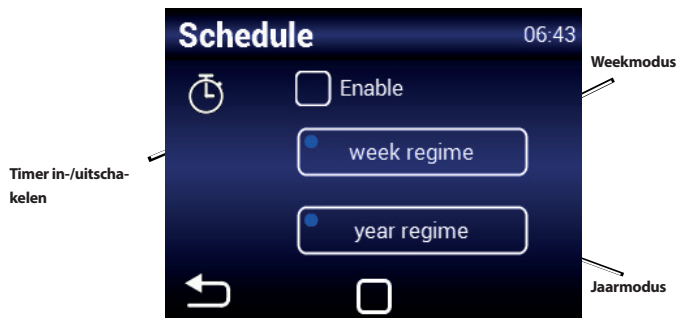 Schedule 06:43
Weekmodus
Enable
week regime
Timer in-/uitscha-
kelen
year regime
Jaarmodus